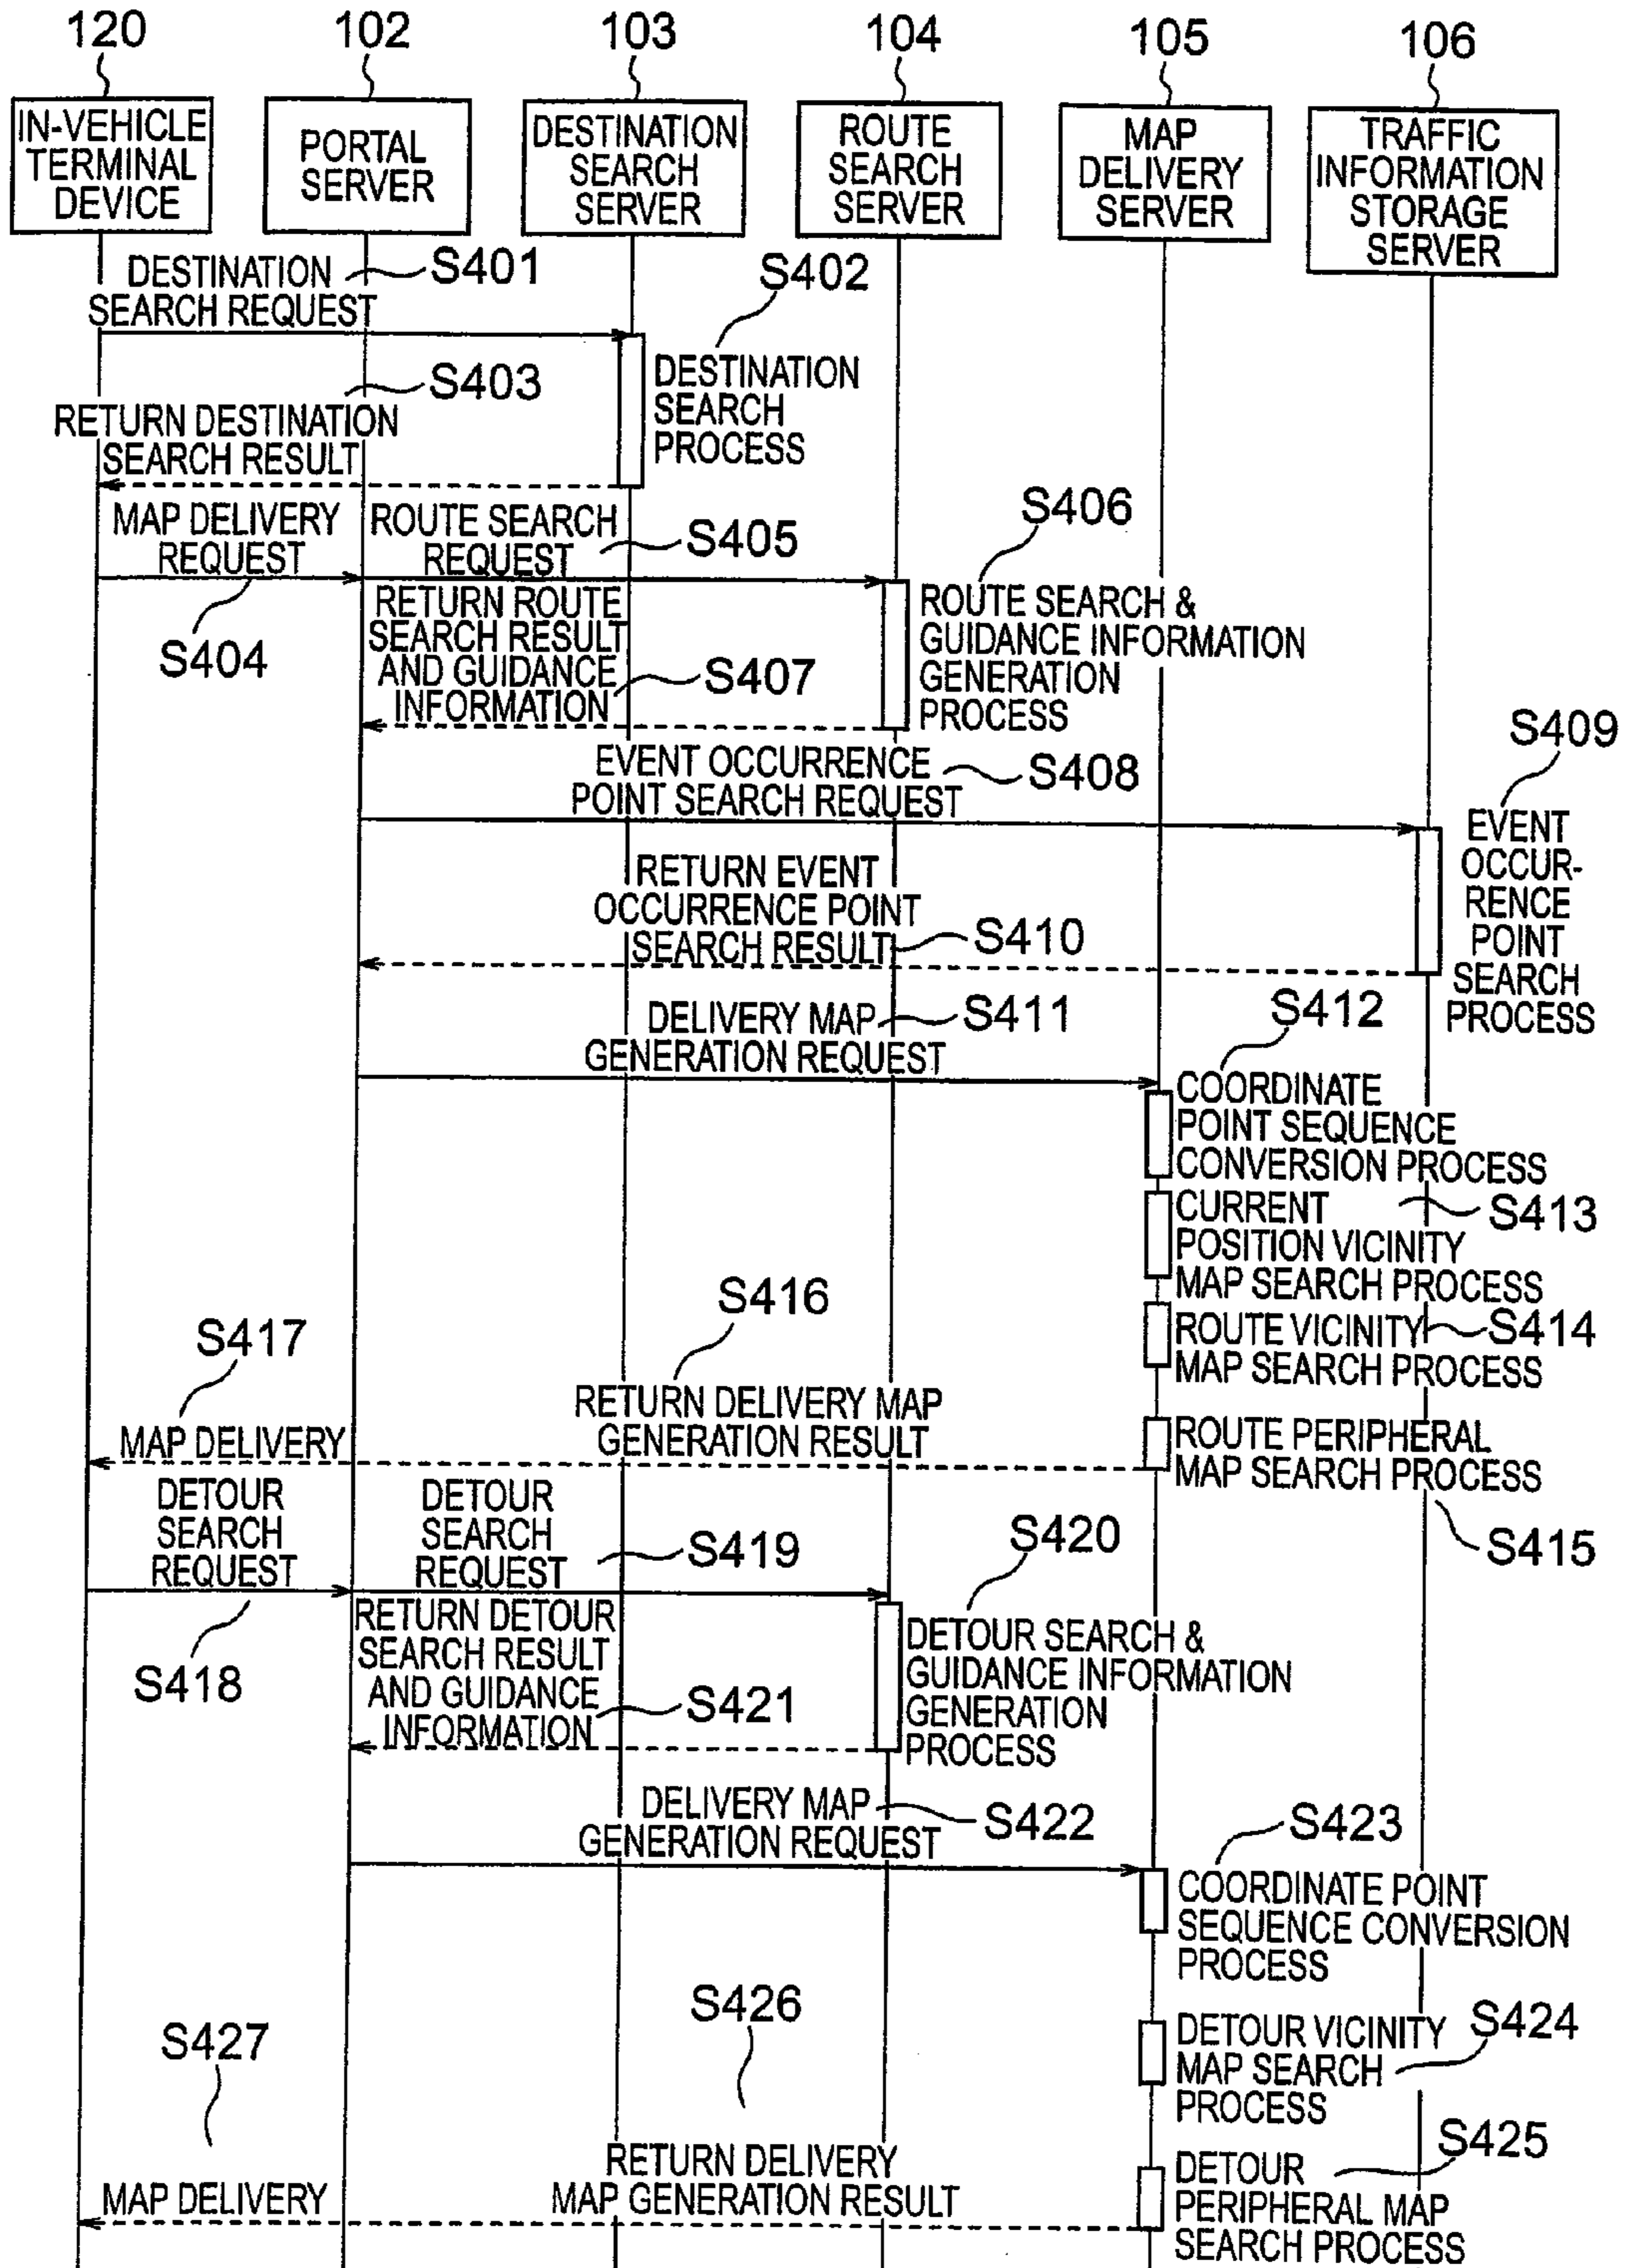 120
102
103
104
105
106
IN-VEHICLE
TERMINAL
DEVICE
PORTAL
SERVER
DESTINATION
SEARCH
SERVER
ROUTE
SEARCH
SERVER
MAP
DELIVERY
SERVER
TRAFFIC
INFORMATION
STORAGE
SERVER
DESTINATION
SEARCH REQUEST
S401
S402
DESTINATION
SEARCH
PROCESS
S403
RETURN DESTINATION
SEARCH RESULT
MAP DELIVERY
REQUEST
S404
ROUTE SEARCH
REQUEST
S405
S406
ROUTE SEARCH &
GUIDANCE INFORMATION
GENERATION
PROCESS
RETURN ROUTE
SEARCH RESULT
AND GUIDANCE
INFORMATION
S407
EVENT OCCURRENCE
POINT SEARCH REQUEST
S408
S409
EVENT
OCCUR-
RENCE
POINT
SEARCH
PROCESS
RETURN EVENT
OCCURRENCE POINT
SEARCH RESULT
S410
DELIVERY MAP
GENERATION REQUEST
S411
S412
COORDINATE
POINT SEQUENCE
CONVERSION PROCESS
CURRENT
POSITION VICINITY
MAP SEARCH PROCESS
S413
ROUTE VICINITY
MAP SEARCH PROCESS
S414
ROUTE PERIPHERAL
MAP SEARCH PROCESS
S415
S416
RETURN DELIVERY MAP
GENERATION RESULT
S417
MAP DELIVERY
DETOUR
SEARCH
REQUEST
S418
DETOUR
SEARCH
REQUEST
S419
S420
DETOUR SEARCH &
GUIDANCE INFORMATION
GENERATION
PROCESS
RETURN DETOUR
SEARCH RESULT
AND GUIDANCE
INFORMATION
S421
DELIVERY MAP
GENERATION REQUEST
S422
S423
COORDINATE POINT
SEQUENCE CONVERSION
PROCESS
DETOUR VICINITY
MAP SEARCH
PROCESS
S424
S425
DETOUR
PERIPHERAL MAP
SEARCH PROCESS
S426
RETURN DELIVERY
MAP GENERATION RESULT
S427
MAP DELIVERY